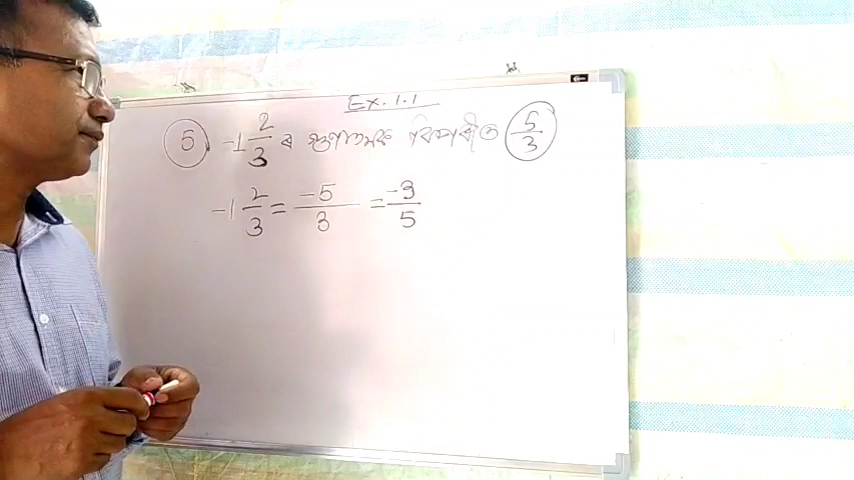 Ex. 1.1
5. -1 2/3 ৰ গুণাত্মক বিপৰীত 5/3
-1 2/3 = -5/3 = -3/5